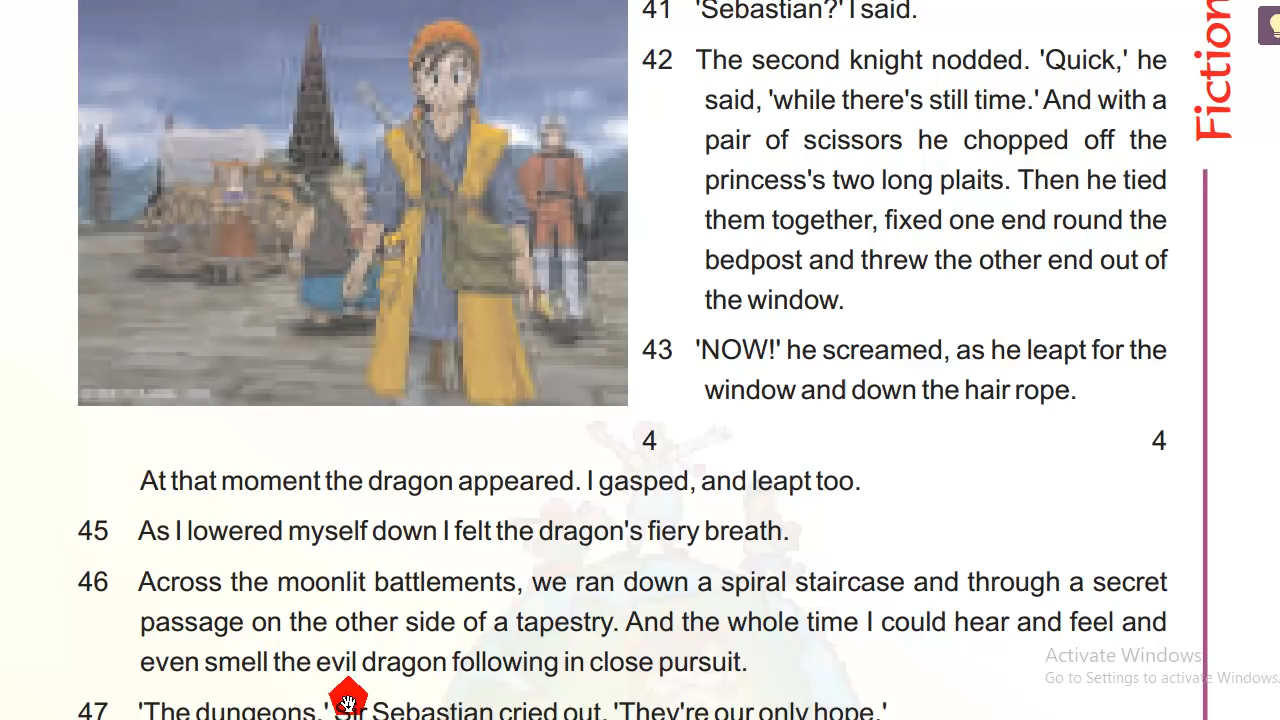 41 'Sebastian?' I said.
42 The second knight nodded. 'Quick,' he
said, 'while there's still time.' And with a
pair of scissors he chopped off the
princess's two long plaits. Then he tied
them together, fixed one end round the
bedpost and threw the other end out of
the window.
43 'NOW!' he screamed, as he leapt for the
window and down the hair rope.
4 4
At that moment the dragon appeared. I gasped, and leapt too.
45 As I lowered myself down I felt the dragon's fiery breath.
46 Across the moonlit battlements, we ran down a spiral staircase and through a secret
passage on the other side of a tapestry. And the whole time I could hear and feel and
even smell the evil dragon following in close pursuit.
47 'The dungeons,' Sir Sebastian cried out. 'They're our only hope.'
Fiction
Activate Windows
Go to Settings to activate Windows.